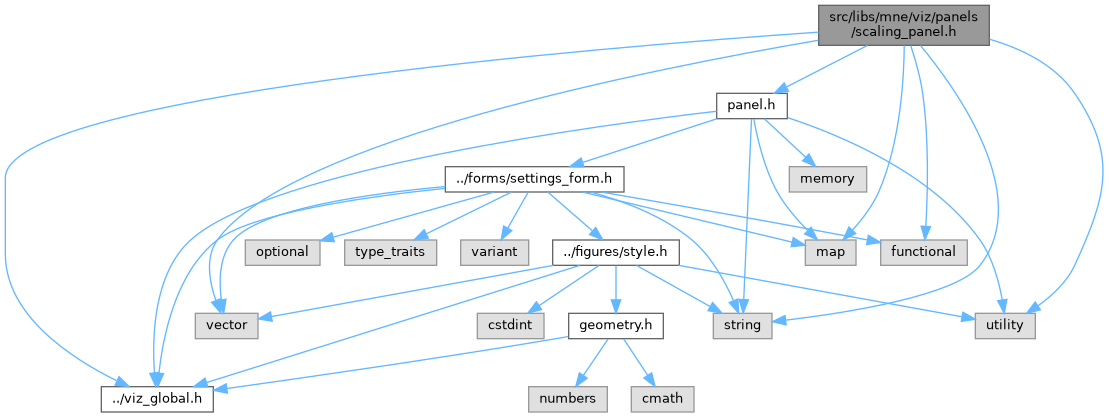 src/libs/mne/viz/panels
/scaling_panel.h
panel.h
../forms/settings_form.h
memory
optional
type_traits
variant
../figures/style.h
map
functional
vector
cstdint
geometry.h
string
utility
../viz_global.h
numbers
cmath